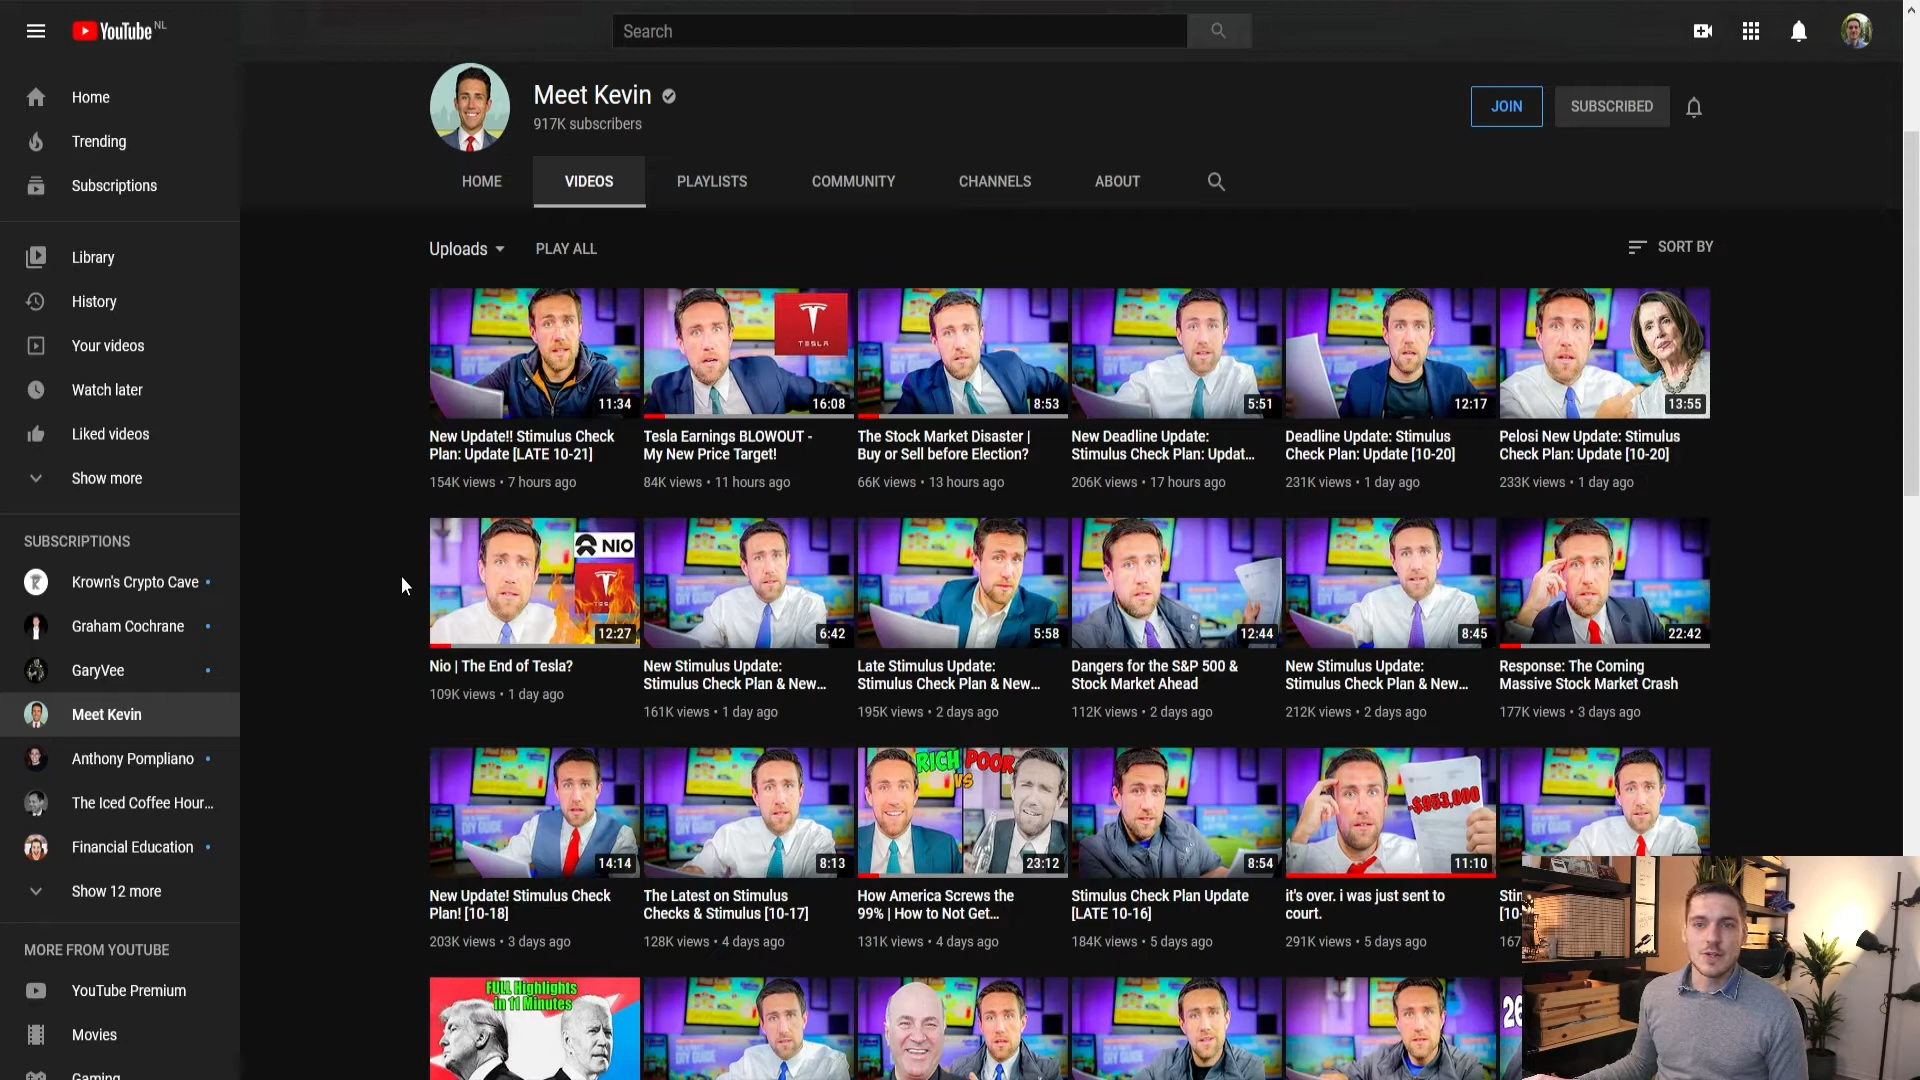 YouTube NL
Search
Home
Trending
Subscriptions
Library
History
Your videos
Watch later
Liked videos
Show more
SUBSCRIPTIONS
Krown's Crypto Cave
Graham Cochrane
GaryVee
Meet Kevin
Anthony Pompliano
The Iced Coffee Hour...
Financial Education
Show 12 more
MORE FROM YOUTUBE
YouTube Premium
Movies
Gaming
Meet Kevin
917K subscribers
JOIN
SUBSCRIBED
HOME
VIDEOS
PLAYLISTS
COMMUNITY
CHANNELS
ABOUT
Uploads
PLAY ALL
SORT BY
11:34
TESLA
16:08
8:53
5:51
12:17
13:55
New Update!! Stimulus Check
Plan: Update [LATE 10-21]
154K views • 7 hours ago
Tesla Earnings BLOWOUT -
My New Price Target!
84K views • 11 hours ago
The Stock Market Disaster |
Buy or Sell before Election?
66K views • 13 hours ago
New Deadline Update:
Stimulus Check Plan: Updat...
206K views • 17 hours ago
Deadline Update: Stimulus
Check Plan: Update [10-20]
231K views • 1 day ago
Pelosi New Update: Stimulus
Check Plan: Update [10-20]
233K views • 1 day ago
NIO
12:27
6:42
5:58
12:44
8:45
22:42
Nio | The End of Tesla?
109K views • 1 day ago
New Stimulus Update:
Stimulus Check Plan & New...
161K views • 1 day ago
Late Stimulus Update:
Stimulus Check Plan & New...
195K views • 2 days ago
Dangers for the S&P 500 &
Stock Market Ahead
112K views • 2 days ago
New Stimulus Update:
Stimulus Check Plan & New...
212K views • 2 days ago
Response: The Coming
Massive Stock Market Crash
177K views • 3 days ago
14:14
8:13
RICH VS POOR
23:12
8:54
-$953,000
11:10
New Update! Stimulus Check
Plan! [10-18]
203K views • 3 days ago
The Latest on Stimulus
Checks & Stimulus [10-17]
128K views • 4 days ago
How America Screws the
99% | How to Not Get...
131K views • 4 days ago
Stimulus Check Plan Update
[LATE 10-16]
184K views • 5 days ago
it's over. i was just sent to
court.
291K views • 5 days ago
Stin
[10-
167
FULL Highlights
in 11 Minutes
26